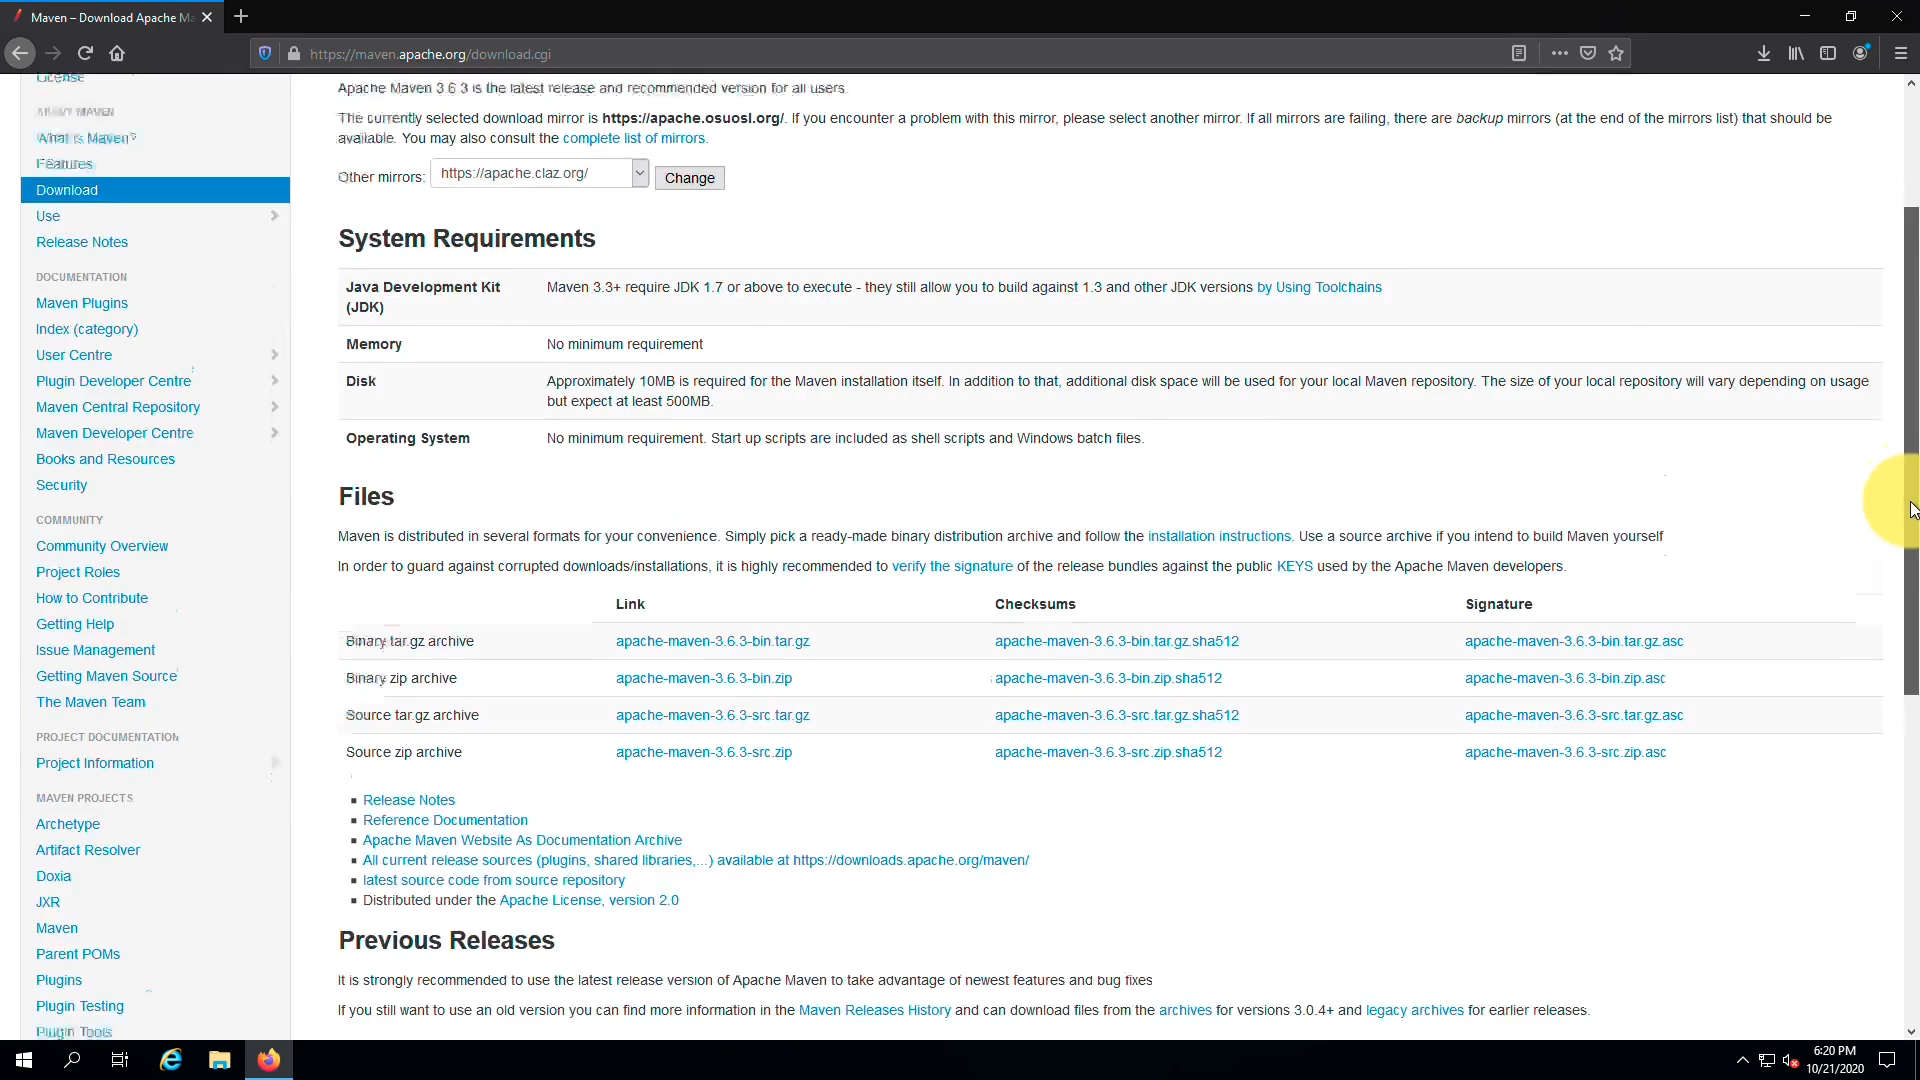 Maven – Download Apache Ma
https://maven.apache.org/download.cgi
License
What is Maven?
Features
Download
Use
Release Notes
DOCUMENTATION
Maven Plugins
Index (category)
User Centre
Plugin Developer Centre
Maven Central Repository
Maven Developer Centre
Books and Resources
Security
COMMUNITY
Community Overview
Project Roles
How to Contribute
Getting Help
Issue Management
Getting Maven Source
The Maven Team
PROJECT DOCUMENTATION
Project Information
MAVEN PROJECTS
Archetype
Artifact Resolver
Doxia
JXR
Maven
Parent POMs
Plugins
Plugin Testing
Plugin Tools
Apache Maven 3.6.3 is the latest release and recommended version for all users.
The currently selected download mirror is https://apache.osuosl.org/. If you encounter a problem with this mirror, please select another mirror. If all mirrors are failing, there are backup mirrors (at the end of the mirrors list) that should be
available. You may also consult the complete list of mirrors.
Other mirrors: https://apache.claz.org/ Change
System Requirements
Java Development Kit (JDK) Maven 3.3+ require JDK 1.7 or above to execute - they still allow you to build against 1.3 and other JDK versions by Using Toolchains
Memory No minimum requirement
Disk Approximately 10MB is required for the Maven installation itself. In addition to that, additional disk space will be used for your local Maven repository. The size of your local repository will vary depending on usage
but expect at least 500MB.
Operating System No minimum requirement. Start up scripts are included as shell scripts and Windows batch files.
Files
Maven is distributed in several formats for your convenience. Simply pick a ready-made binary distribution archive and follow the installation instructions. Use a source archive if you intend to build Maven yourself
In order to guard against corrupted downloads/installations, it is highly recommended to verify the signature of the release bundles against the public KEYS used by the Apache Maven developers.
Link Checksums Signature
Binary tar.gz archive apache-maven-3.6.3-bin.tar.gz apache-maven-3.6.3-bin.tar.gz.sha512 apache-maven-3.6.3-bin.tar.gz.asc
Binary zip archive apache-maven-3.6.3-bin.zip apache-maven-3.6.3-bin.zip.sha512 apache-maven-3.6.3-bin.zip.asc
Source tar.gz archive apache-maven-3.6.3-src.tar.gz apache-maven-3.6.3-src.tar.gz.sha512 apache-maven-3.6.3-src.tar.gz.asc
Source zip archive apache-maven-3.6.3-src.zip apache-maven-3.6.3-src.zip.sha512 apache-maven-3.6.3-src.zip.asc
Release Notes
Reference Documentation
Apache Maven Website As Documentation Archive
All current release sources (plugins, shared libraries,...) available at https://downloads.apache.org/maven/
latest source code from source repository
Distributed under the Apache License, version 2.0
Previous Releases
It is strongly recommended to use the latest release version of Apache Maven to take advantage of newest features and bug fixes
If you still want to use an old version you can find more information in the Maven Releases History and can download files from the archives for versions 3.0.4+ and legacy archives for earlier releases.
6:20 PM
10/21/2020